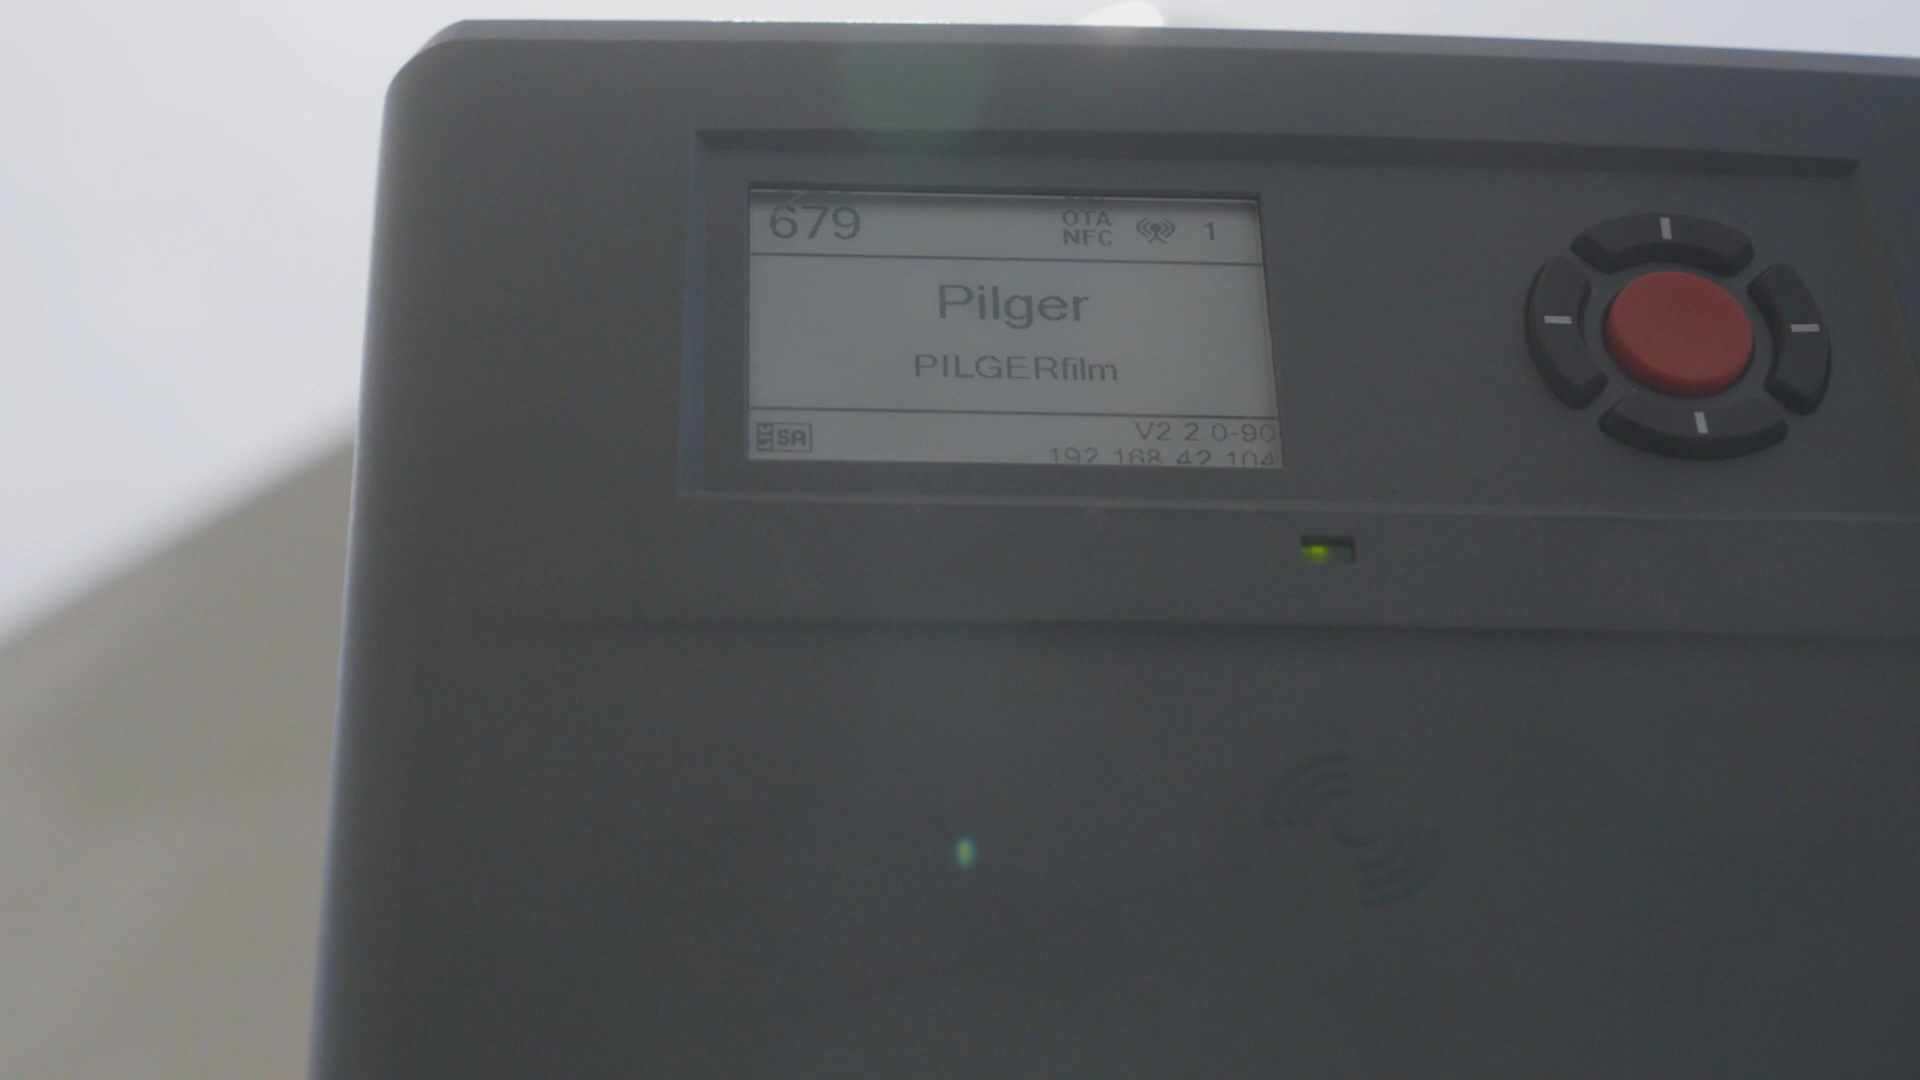 679
OTA
NFC
1
Pilger
PILGERfilm
SA
V2.2.0-90
192.168.42.104